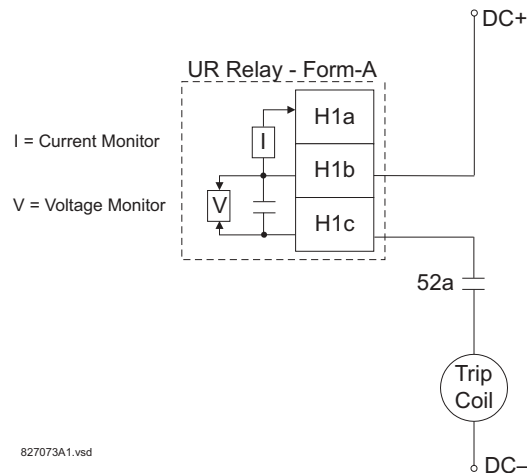 DC+
UR Relay - Form-A
H1a
I = Current Monitor
I
H1b
V = Voltage Monitor
V
H1c
52a
Trip
Coil
827073A1.vsd
DC–